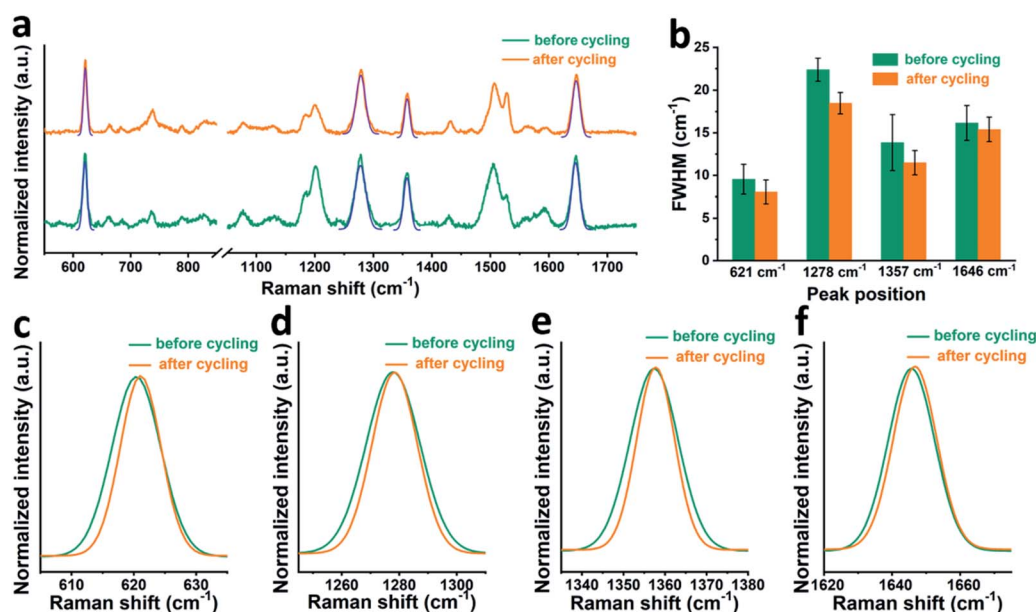 a
before cycling
after cycling
Normalized intensity (a.u.)
600 700 800 1100 1200 1300 1400 1500 1600 1700
Raman shift (cm-1)
b
before cycling
after cycling
FWHM (cm-1)
25
20
15
10
5
0
621 cm-1 1278 cm-1 1357 cm-1 1646 cm-1
Peak position
c
before cycling
after cycling
Normalized intensity (a.u.)
610 620 630
Raman shift (cm-1)
d
before cycling
after cycling
Normalized intensity (a.u.)
1260 1280 1300
Raman shift (cm-1)
e
before cycling
after cycling
Normalized intensity (a.u.)
1340 1350 1360 1370 1380
Raman shift (cm-1)
f
before cycling
after cycling
Normalized intensity (a.u.)
1620 1640 1660
Raman shift (cm-1)